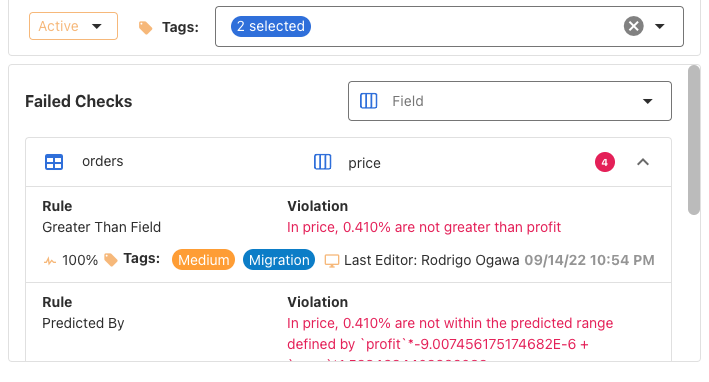 Active Tags: 2 selected
Failed Checks Field
orders price 4
Rule Violation
Greater Than Field In price, 0.410% are not greater than profit
100% Tags: Medium Migration Last Editor: Rodrigo Ogawa 09/14/22 10:54 PM
Rule Violation
Predicted By In price, 0.410% are not within the predicted range
defined by `profit`*-9.007456175174682E-6 +